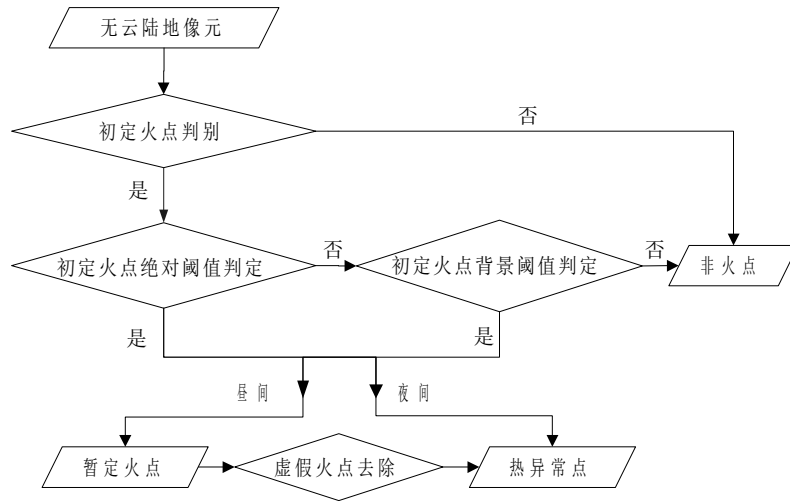 无云陆地像元
初定火点判别
否
是
初定火点绝对阈值判定
否
初定火点背景阈值判定
否
非火点
是
是
昼间
夜间
暂定火点
虚假火点去除
热异常点